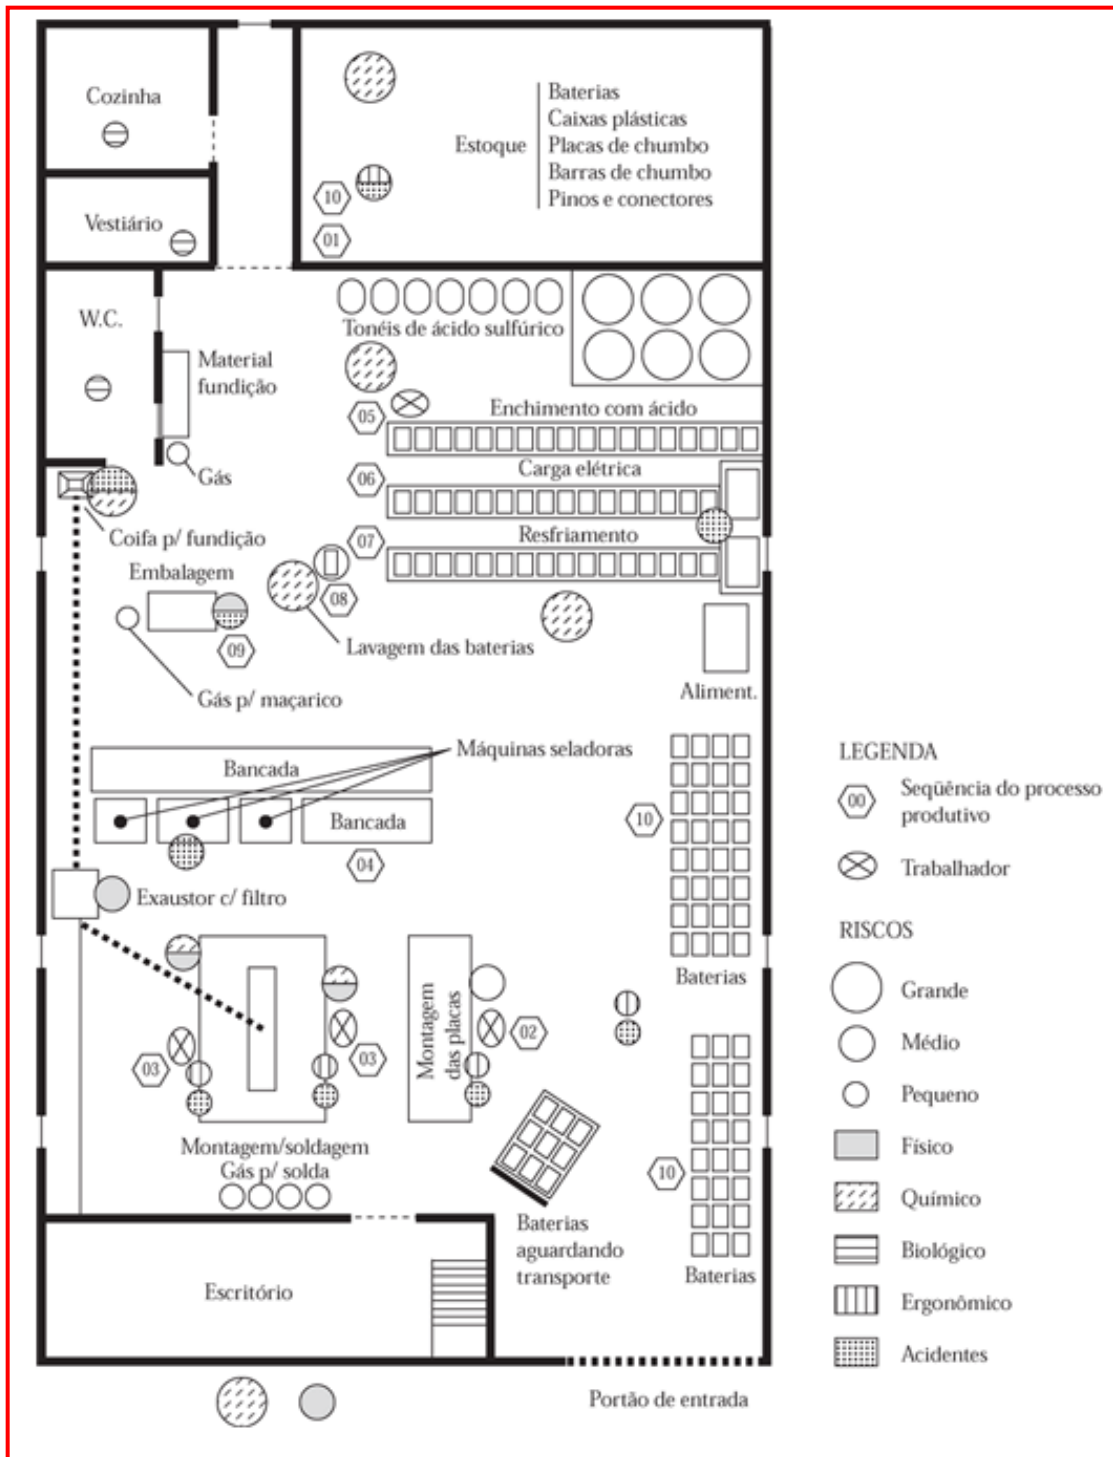 Cozinha
Estoque
Baterias
Caixas plásticas
Placas de chumbo
Barras de chumbo
Pinos e conectores
10
01
Vestiário
W.C.
Tonéis de ácido sulfúrico
Material
fundição
05
Enchimento com ácido
Gás
06
Carga elétrica
Coifa p/ fundição
07
Resfriamento
Embalagem
08
09
Lavagem das baterias
Gás p/ maçarico
Aliment.
Máquinas seladoras
Bancada
Bancada
10
04
Exaustor c/ filtro
Baterias
Montagem
das placas
02
03
03
Montagem/soldagem
Gás p/ solda
10
Baterias
aguardando
transporte
Baterias
Escritório
Portão de entrada
LEGENDA
00
Seqüência do processo
produtivo
Trabalhador
RISCOS
Grande
Médio
Pequeno
Físico
Químico
Biológico
Ergonômico
Acidentes